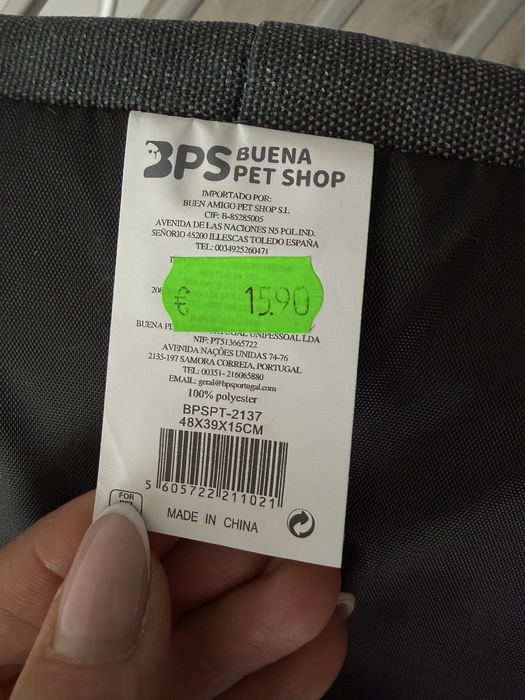 BPS BUENA
PET SHOP
IMPORTADO POR:
BUEN AMIGO PET SHOP S.L
CIF: B-85285005
AVENIDA DE LAS NACIONES N5 POL.IND.
SEÑORIO 45200 ILLESCAS TOLEDO ESPAÑA
TEL: 0034925260471
€ 15.90
BUENA PE UNIPESSOAL LDA
NIF: PT513665722
AVENIDA NAÇÕES UNIDAS 74-76
2135-197 SAMORA CORREIA, PORTUGAL
TEL: 00351- 216065880
EMAIL: geral@bpsportugal.com
100% polyester
BPSPT-2137
48X39X15CM
5 605722 211021
FOR
PET
MADE IN CHINA